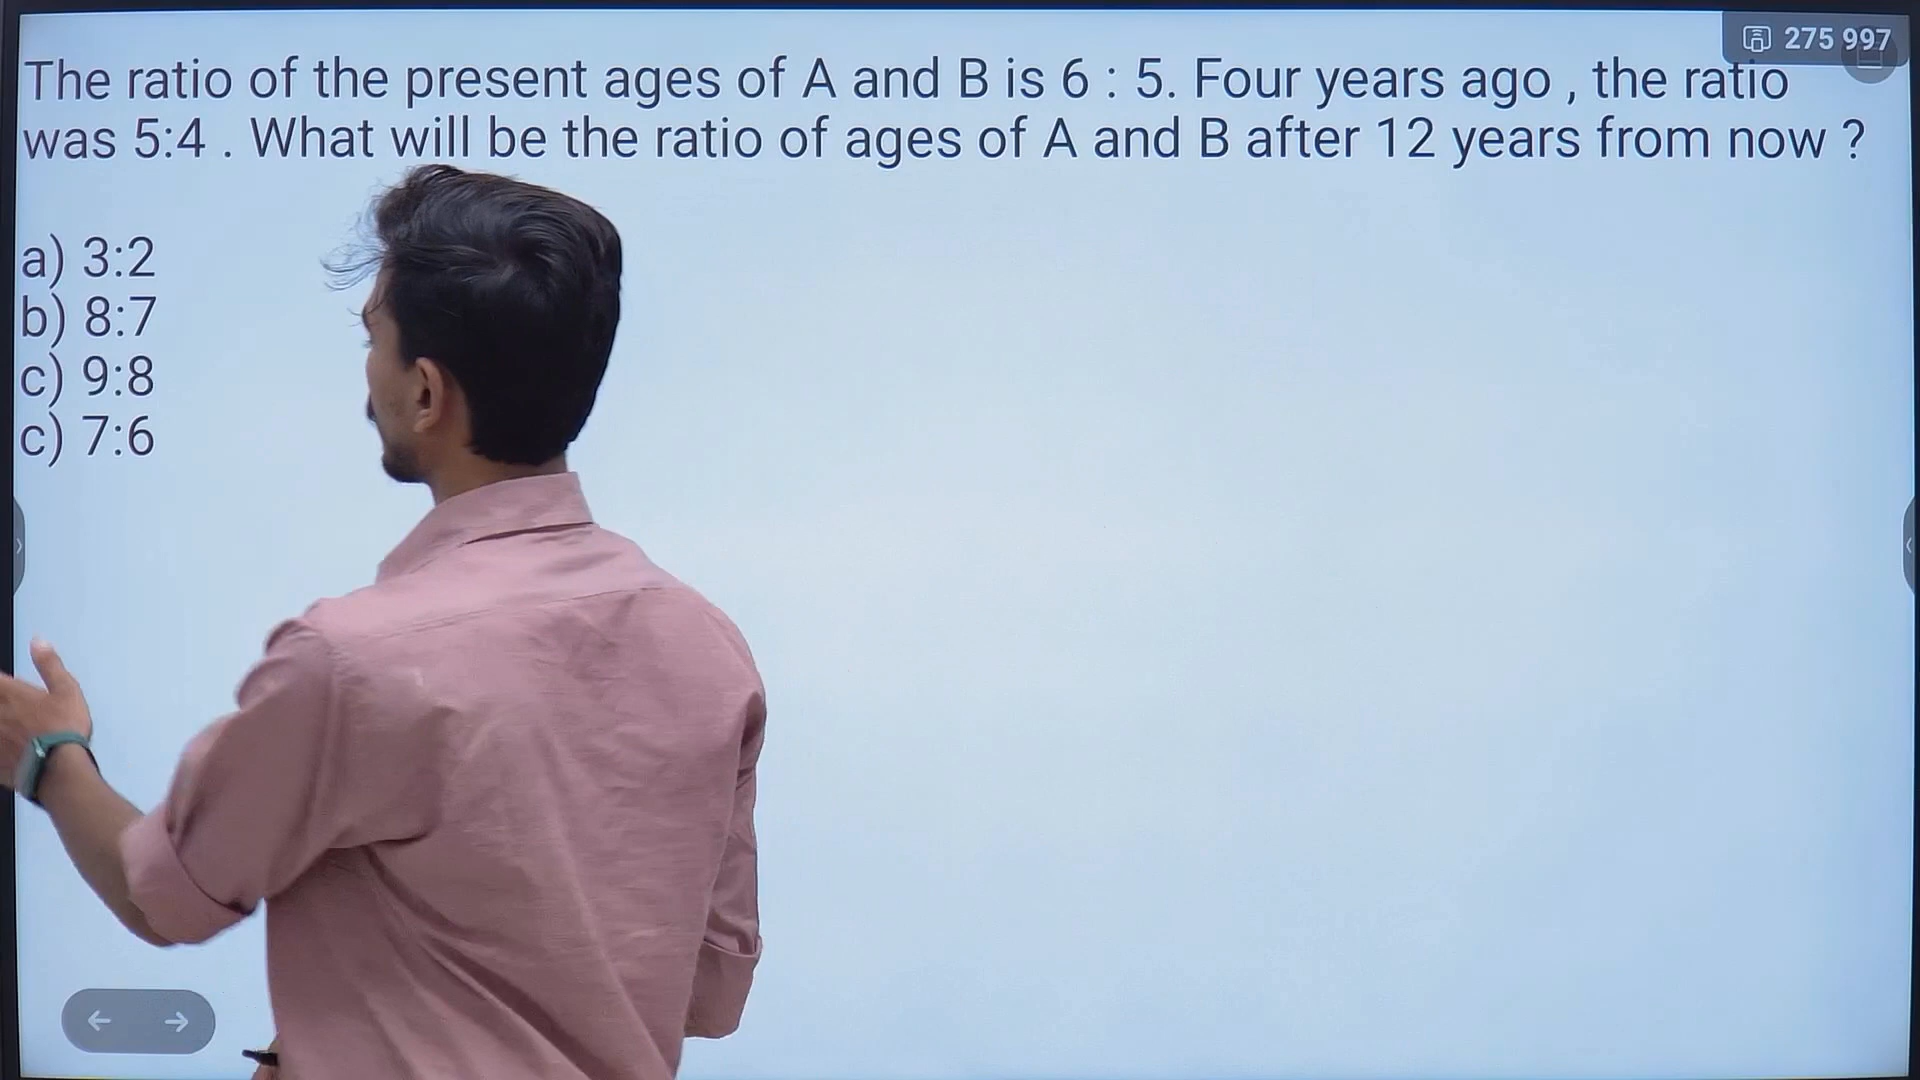 275 997
The ratio of the present ages of A and B is 6 : 5. Four years ago , the ratio
was 5:4 . What will be the ratio of ages of A and B after 12 years from now ?
a) 3:2
b) 8:7
c) 9:8
c) 7:6